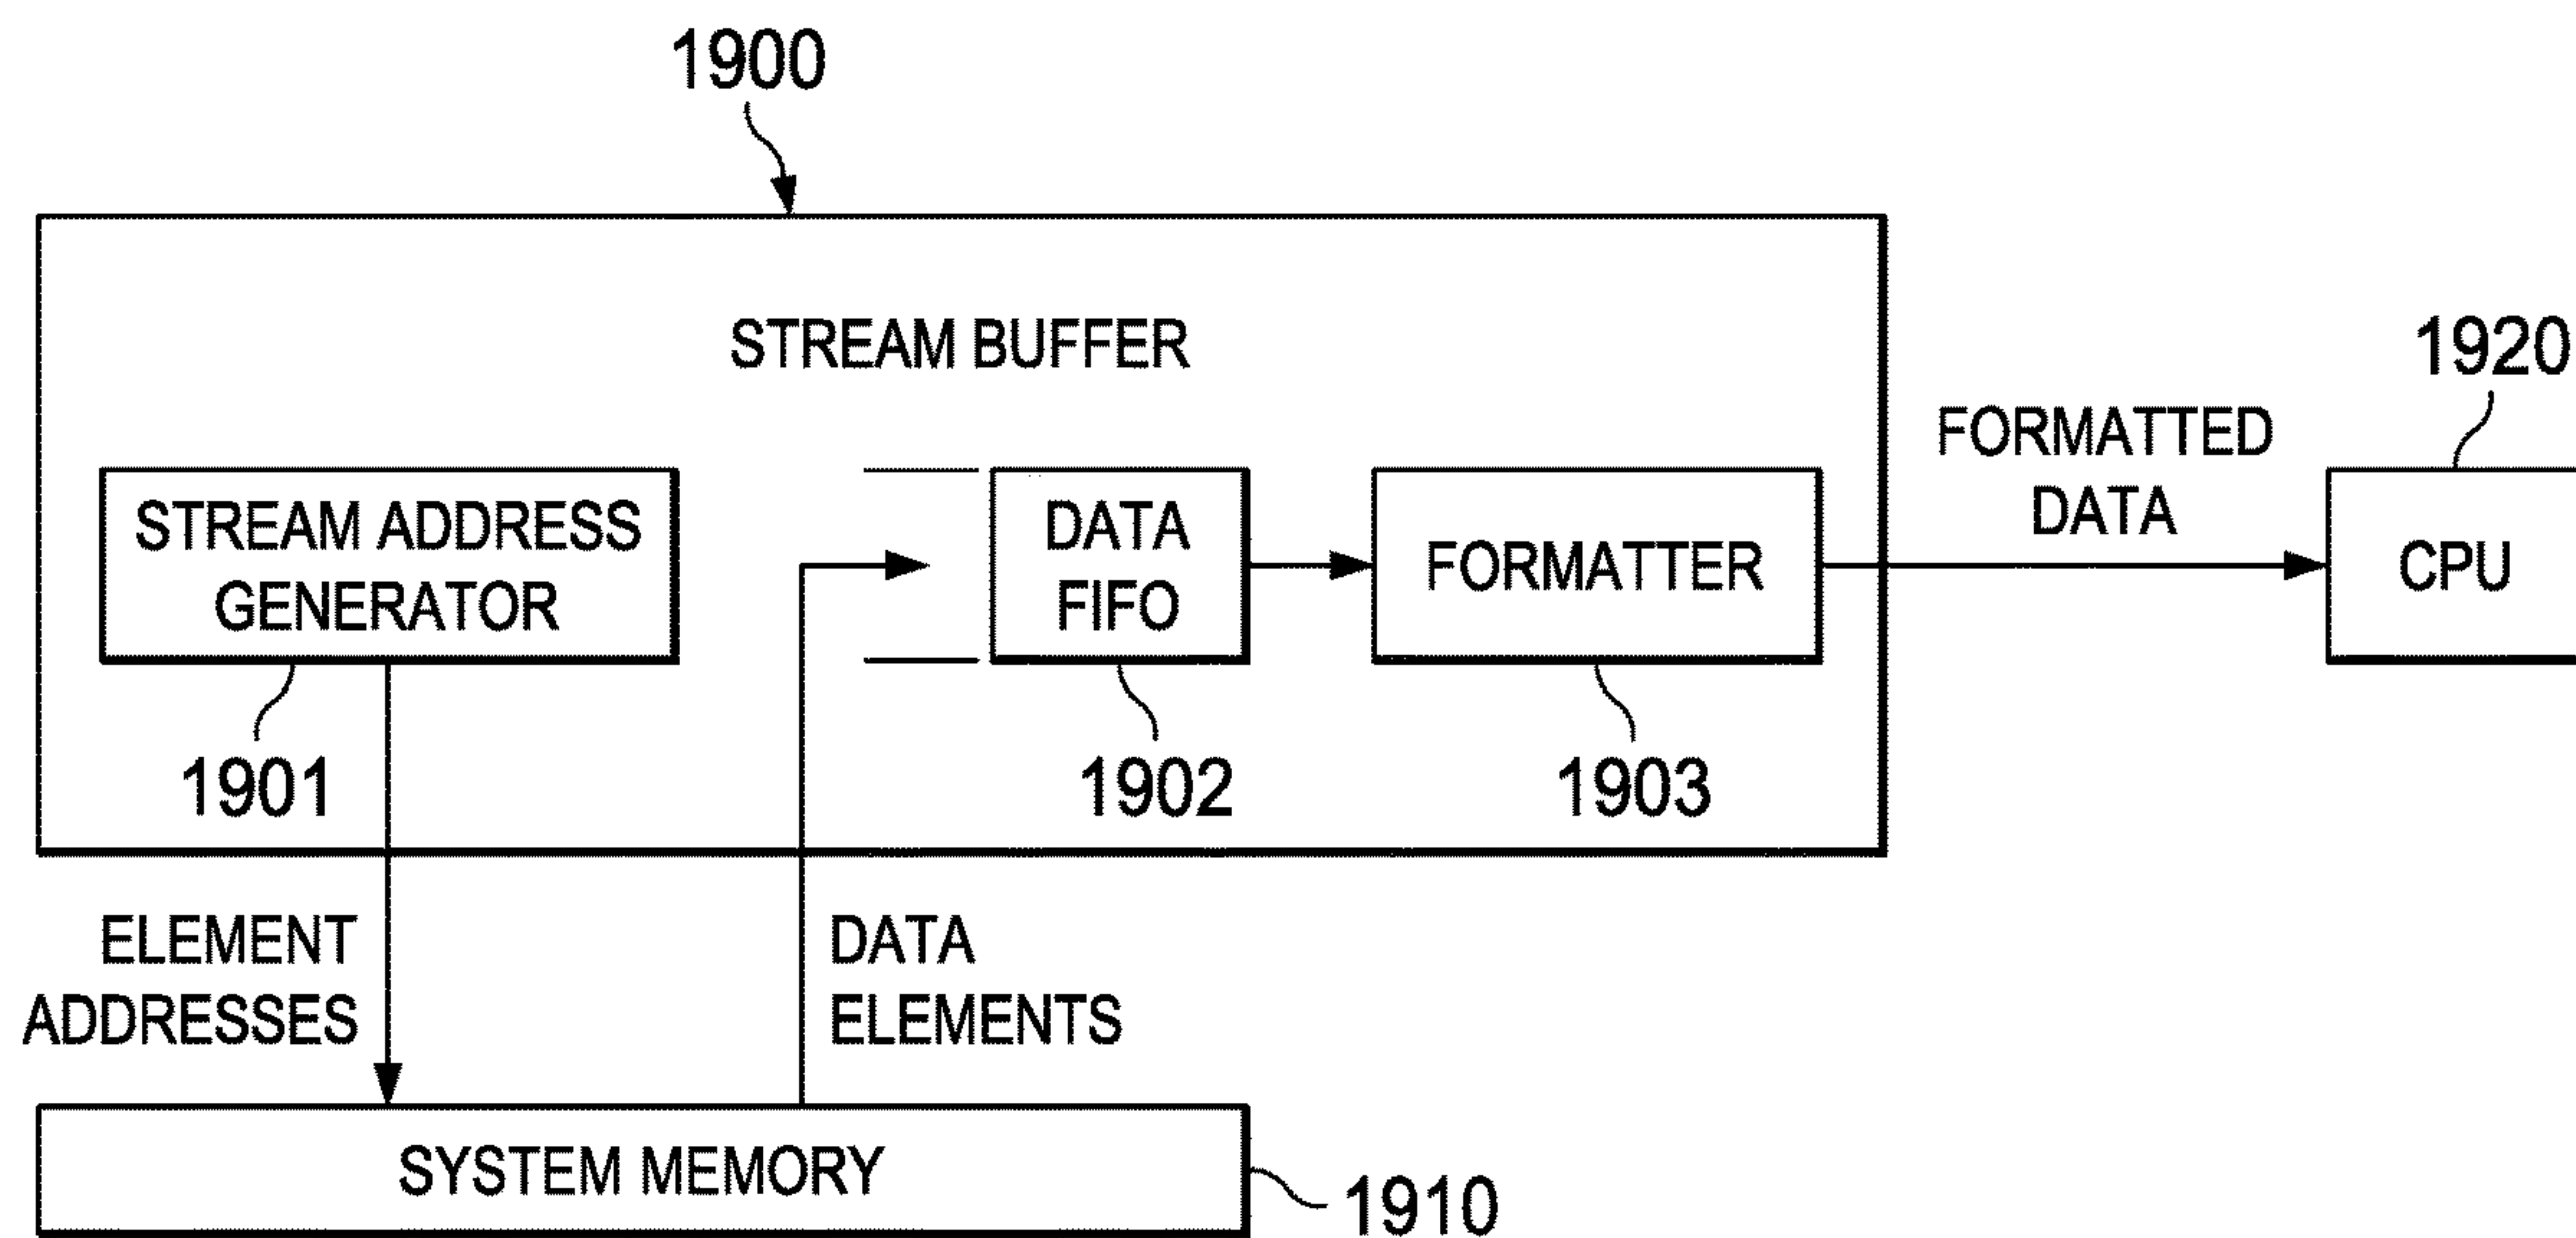 1900
STREAM BUFFER
1920
FORMATTED
DATA
STREAM ADDRESS
GENERATOR
DATA
FIFO
FORMATTER
CPU
1901
1902
1903
ELEMENT
ADDRESSES
DATA
ELEMENTS
SYSTEM MEMORY
1910